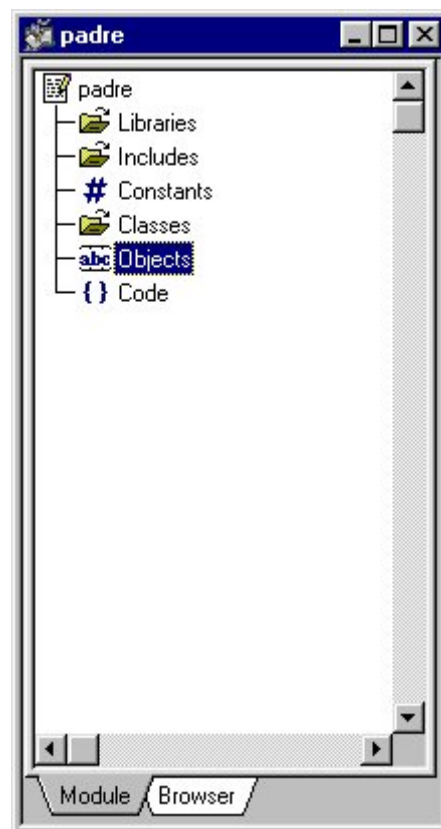 padre
padre
Libraries
Includes
# Constants
Classes
abc Objects
{ } Code
Module Browser